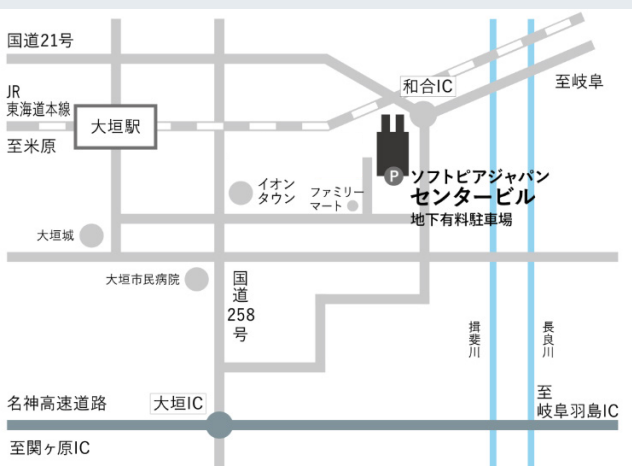 国道21号
JR
東海道本線
大垣駅
至米原
和合IC
至岐阜
P
ソフトピアジャパン
センタービル
地下有料駐車場
イオン
タウン
ファミリー
マート
大垣城
大垣市民病院
国道258号
揖斐川
長良川
名神高速道路
大垣IC
至
岐阜羽島IC
至関ヶ原IC